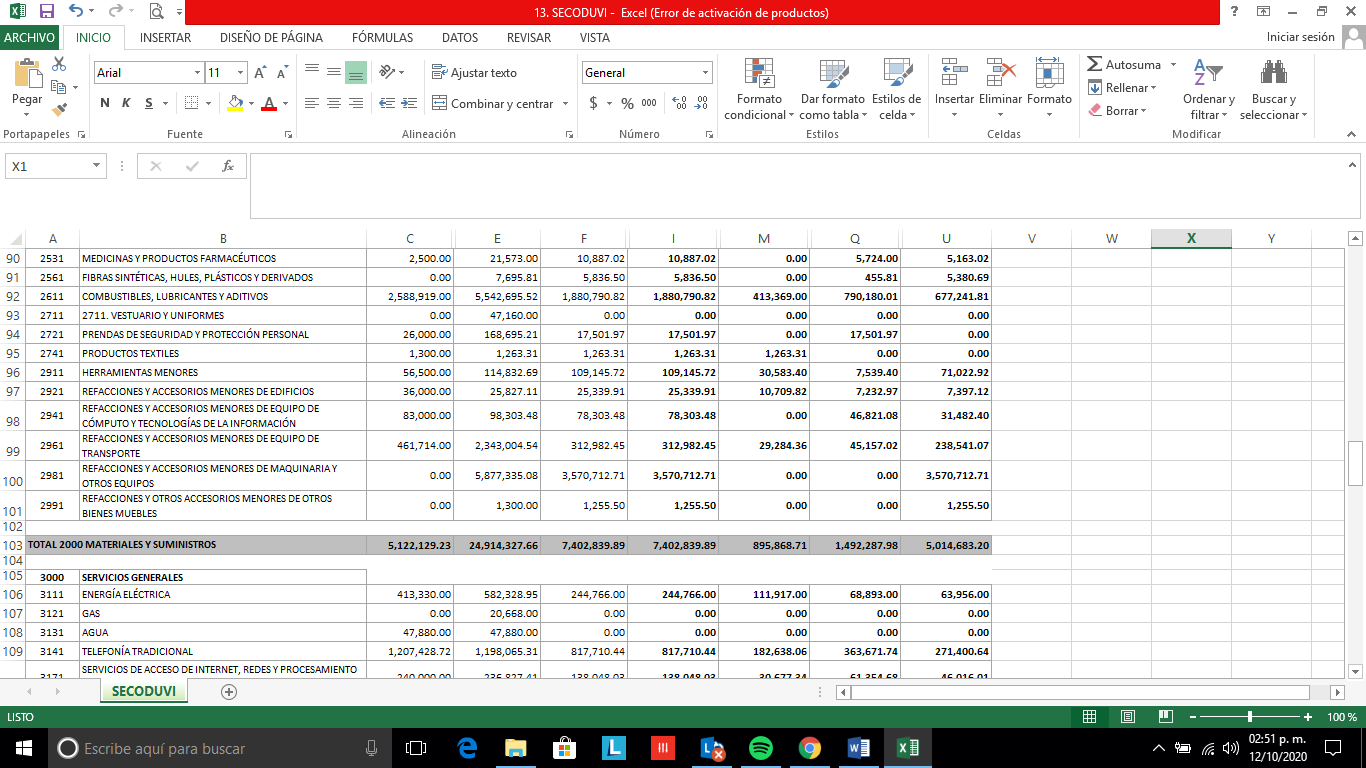 13. SECODUVI - Excel (Error de activación de productos)
ARCHIVO INICIO INSERTAR DISEÑO DE PÁGINA FÓRMULAS DATOS REVISAR VISTA Iniciar sesión
Arial 11 Ajustar texto General Autosuma
Rellenar
Borrar
Pegar N K S Combinar y centrar $ % 000
Formato condicional Dar formato como tabla Estilos de celda Insertar Eliminar Formato Ordenar y filtrar Buscar y seleccionar
Portapapeles Fuente Alineación Número Estilos Celdas Modificar
X1 fx
A B C E F I M Q U V W X Y
90 2531 MEDICINAS Y PRODUCTOS FARMACÉUTICOS 2,500.00 21,573.00 10,887.02 10,887.02 0.00 5,724.00 5,163.02
91 2561 FIBRAS SINTÉTICAS, HULES, PLÁSTICOS Y DERIVADOS 0.00 7,695.81 5,836.50 5,836.50 0.00 455.81 5,380.69
92 2611 COMBUSTIBLES, LUBRICANTES Y ADITIVOS 2,588,919.00 5,542,695.52 1,880,790.82 1,880,790.82 413,369.00 790,180.01 677,241.81
93 2711 2711. VESTUARIO Y UNIFORMES 0.00 47,160.00 0.00 0.00 0.00 0.00 0.00
94 2721 PRENDAS DE SEGURIDAD Y PROTECCIÓN PERSONAL 26,000.00 168,695.21 17,501.97 17,501.97 0.00 17,501.97 0.00
95 2741 PRODUCTOS TEXTILES 1,300.00 1,263.31 1,263.31 1,263.31 1,263.31 0.00 0.00
96 2911 HERRAMIENTAS MENORES 56,500.00 114,832.69 109,145.72 109,145.72 30,583.40 7,539.40 71,022.92
97 2921 REFACCIONES Y ACCESORIOS MENORES DE EDIFICIOS 36,000.00 25,827.11 25,339.91 25,339.91 10,709.82 7,232.97 7,397.12
98 2941 REFACCIONES Y ACCESORIOS MENORES DE EQUIPO DE
CÓMPUTO Y TECNOLOGÍAS DE LA INFORMACIÓN 83,000.00 98,303.48 78,303.48 78,303.48 0.00 46,821.08 31,482.40
99 2961 REFACCIONES Y ACCESORIOS MENORES DE EQUIPO DE
TRANSPORTE 461,714.00 2,343,004.54 312,982.45 312,982.45 29,284.36 45,157.02 238,541.07
100 2981 REFACCIONES Y ACCESORIOS MENORES DE MAQUINARIA Y
OTROS EQUIPOS 0.00 5,877,335.08 3,570,712.71 3,570,712.71 0.00 0.00 3,570,712.71
101 2991 REFACCIONES Y OTROS ACCESORIOS MENORES DE OTROS
BIENES MUEBLES 0.00 1,300.00 1,255.50 1,255.50 0.00 0.00 1,255.50
102
103 TOTAL 2000 MATERIALES Y SUMINISTROS 5,122,129.23 24,914,327.66 7,402,839.89 7,402,839.89 895,868.71 1,492,287.98 5,014,683.20
104
105 3000 SERVICIOS GENERALES
106 3111 ENERGÍA ELÉCTRICA 413,330.00 582,328.95 244,766.00 244,766.00 111,917.00 68,893.00 63,956.00
107 3121 GAS 0.00 20,668.00 0.00 0.00 0.00 0.00 0.00
108 3131 AGUA 47,880.00 47,880.00 0.00 0.00 0.00 0.00 0.00
109 3141 TELEFONÍA TRADICIONAL 1,207,428.72 1,198,065.31 817,710.44 817,710.44 182,638.06 363,671.74 271,400.64
SERVICIOS DE ACCESO DE INTERNET, REDES Y PROCESAMIENTO
SECODUVI
LISTO 100 %
Escribe aquí para buscar
02:51 p. m.
12/10/2020